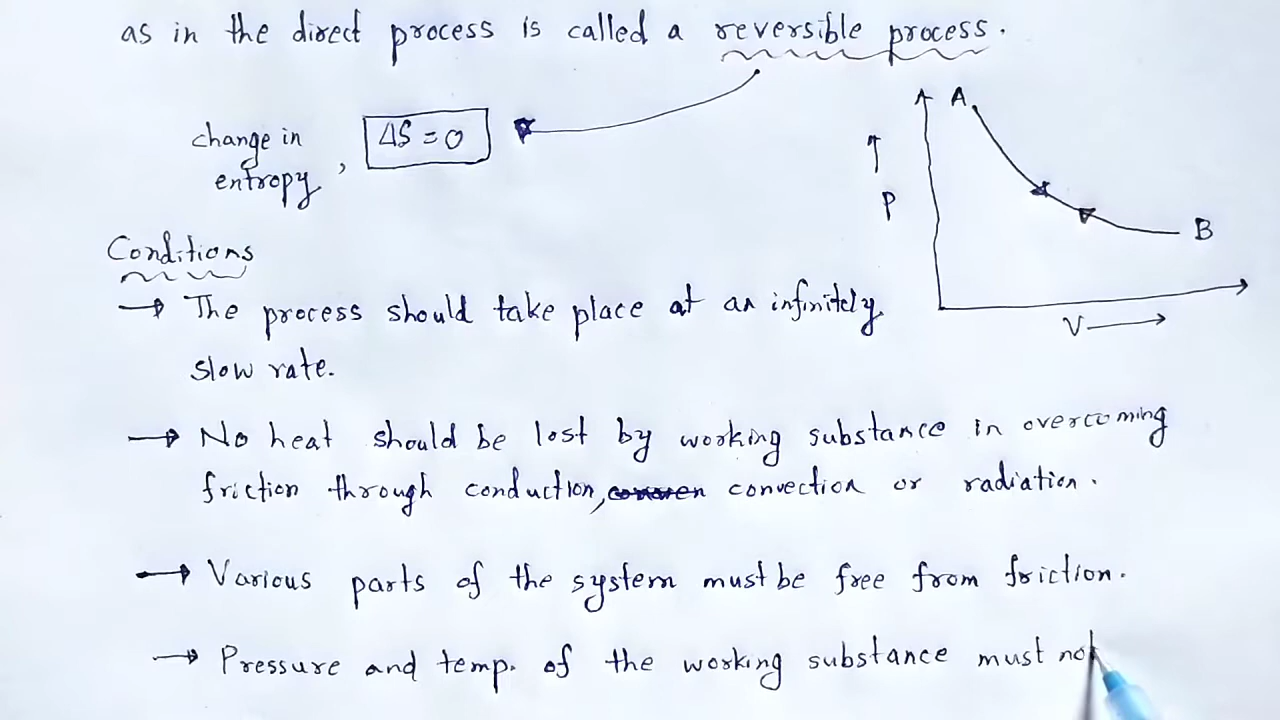 as in the direct process is called a reversible process.
change in
entropy, ΔS = 0
A
P
B
V
Conditions
→ The process should take place at an infinitely
slow rate.
→ No heat should be lost by working substance in overcoming
friction through conduction, convection or radiation.
→ Various parts of the system must be free from friction.
→ Pressure and temp. of the working substance must not